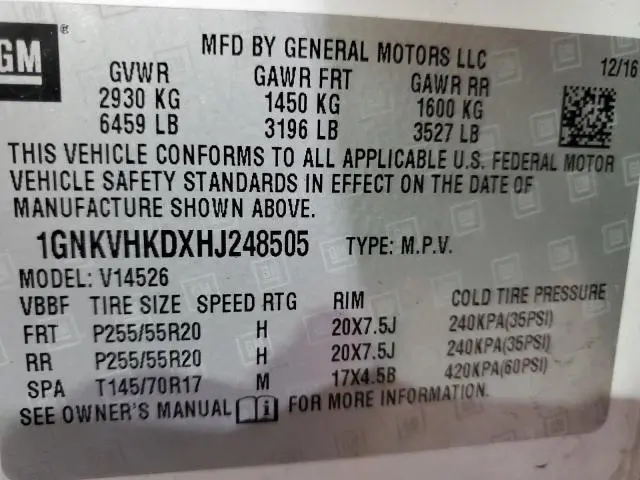 GM
MFD BY GENERAL MOTORS LLC 12/16
GVWR GAWR FRT GAWR RR
2930 KG 1450 KG 1600 KG
6459 LB 3196 LB 3527 LB
THIS VEHICLE CONFORMS TO ALL APPLICABLE U.S. FEDERAL MOTOR
VEHICLE SAFETY STANDARDS IN EFFECT ON THE DATE OF
MANUFACTURE SHOWN ABOVE.
1GNKVHKDXHJ248505 TYPE: M.P.V.
MODEL: V14526
VBBF TIRE SIZE SPEED RTG RIM COLD TIRE PRESSURE
FRT P255/55R20 H 20X7.5J 240KPA(35PSI)
RR P255/55R20 H 20X7.5J 240KPA(35PSI)
SPA T145/70R17 M 17X4.5B 420KPA(60PSI)
SEE OWNER'S MANUAL i FOR MORE INFORMATION.